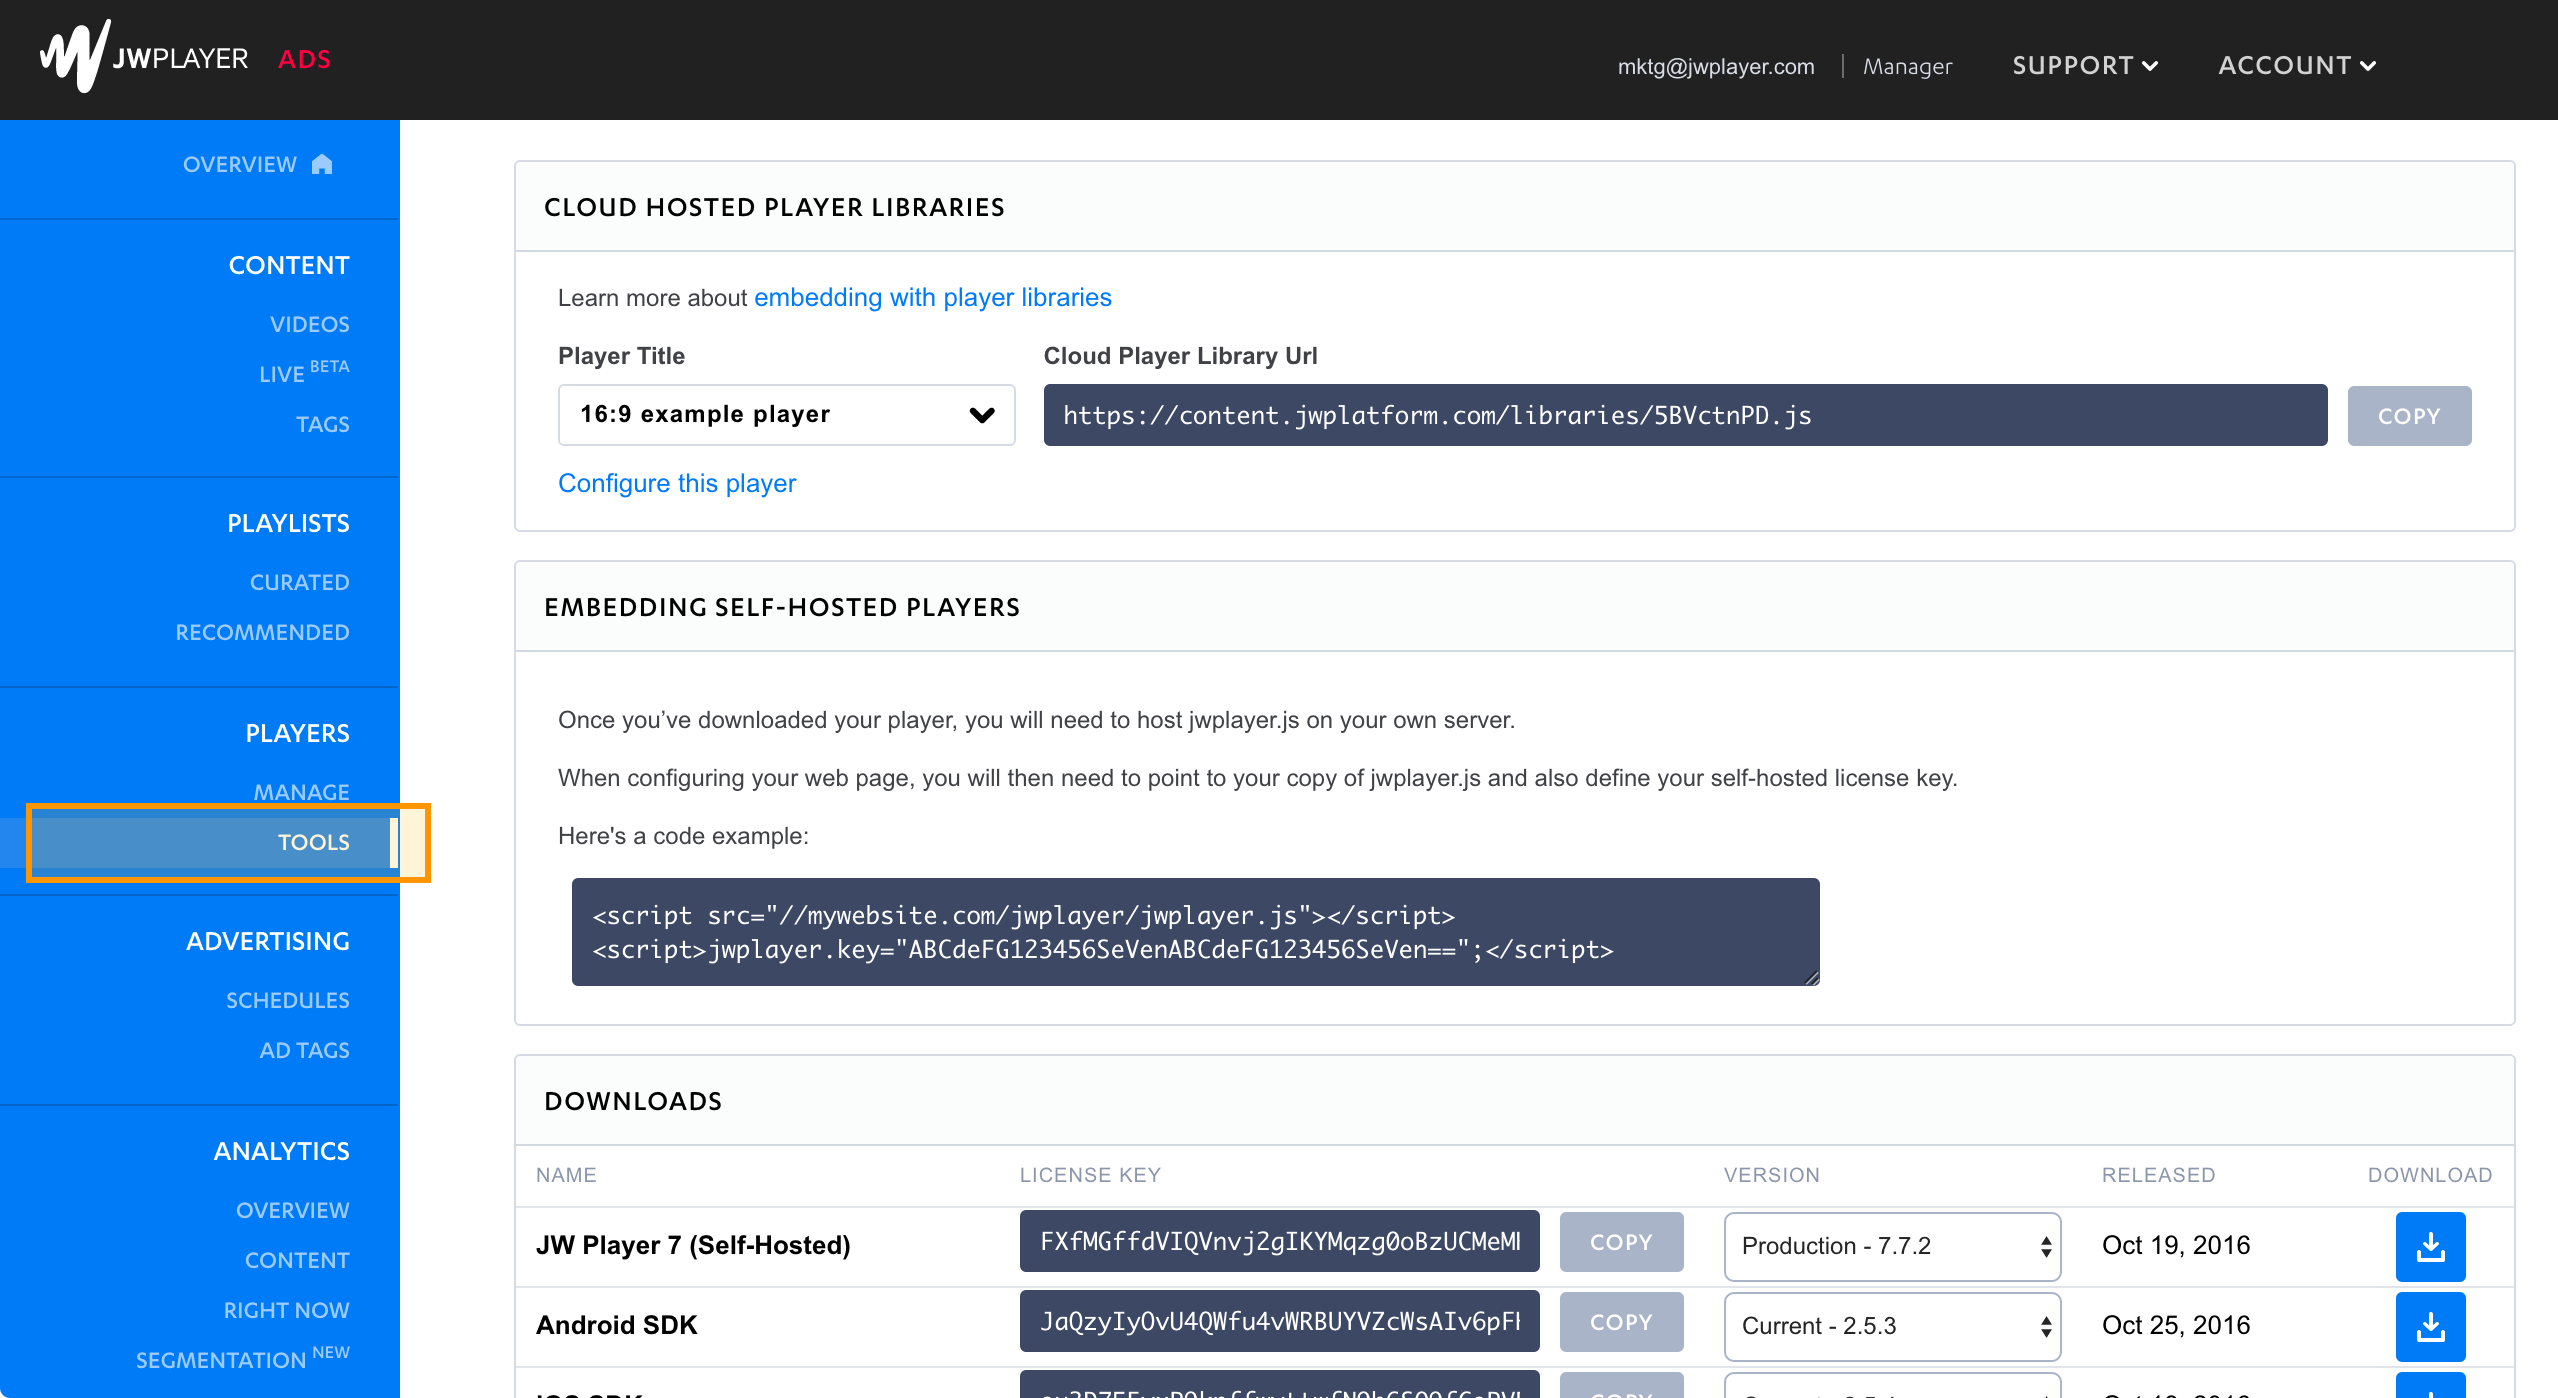 JWPLAYER ADS
mktg@jwplayer.com | Manager SUPPORT ACCOUNT
OVERVIEW
CONTENT
VIDEOS
LIVE BETA
TAGS
PLAYLISTS
CURATED
RECOMMENDED
PLAYERS
MANAGE
TOOLS
ADVERTISING
SCHEDULES
AD TAGS
ANALYTICS
OVERVIEW
CONTENT
RIGHT NOW
SEGMENTATION NEW
CLOUD HOSTED PLAYER LIBRARIES
Learn more about embedding with player libraries
Player Title Cloud Player Library Url
16:9 example player https://content.jwplatform.com/libraries/5BVctnPD.js COPY
Configure this player
EMBEDDING SELF-HOSTED PLAYERS
Once you’ve downloaded your player, you will need to host jwplayer.js on your own server.
When configuring your web page, you will then need to point to your copy of jwplayer.js and also define your self-hosted license key.
Here's a code example:
<script src="//mywebsite.com/jwplayer/jwplayer.js"></script>
<script>jwplayer.key="ABCdeFG123456SeVenABCdeFG123456SeVen==";</script>
DOWNLOADS
NAME LICENSE KEY VERSION RELEASED DOWNLOAD
JW Player 7 (Self-Hosted) FXfMGffdVIQVnvj2gIKYMqzg0oBzUCMeM COPY Production - 7.7.2 Oct 19, 2016
Android SDK JaQzyIyOvU4QWfu4vWRBUYVZcWsAIv6pF COPY Current - 2.5.3 Oct 25, 2016